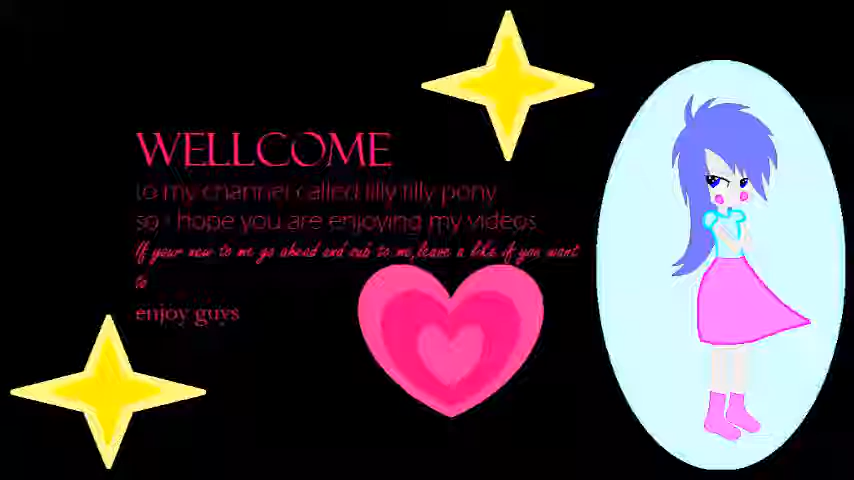 WELLCOME
to my channel called lilly filly pony
so i hope you are enjoying my videos
If your new to me go ahead and sub to me,leave a like if you want
to
enjoy guys